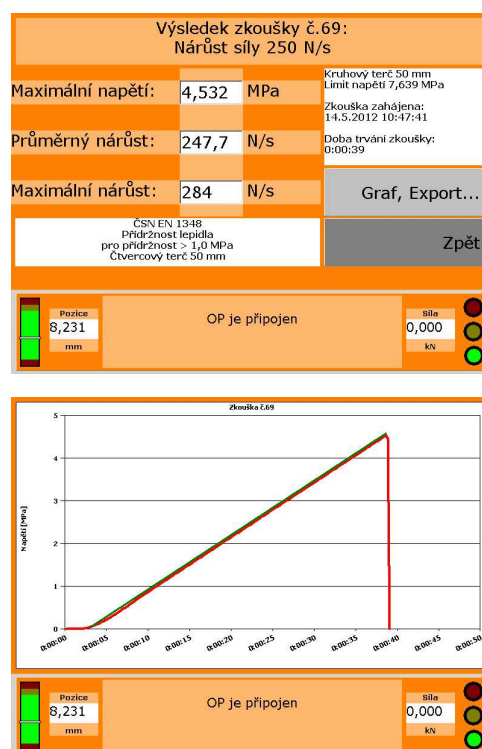 Výsledek zkoušky č.69:
Nárůst síly 250 N/s
Maximální napětí: 4,532 MPa
Průměrný nárůst: 247,7 N/s
Maximální nárůst: 284 N/s
Kruhový terč 50 mm
Limit napětí 7,639 MPa
Zkouška zahájena:
14.5.2012 10:47:41
Doba trvání zkoušky:
0:00:39
Graf, Export...
ČSN EN 1348
Přídržnost lepidla
pro přídržnost > 1,0 MPa
Čtvercový terč 50 mm
Zpět
Pozice
8,231
mm
OP je připojen
Síla
0,000
kN
Zkouška č.69
Napětí [MPa]
5
4
3
2
1
0
0:00:00 0:00:05 0:00:10 0:00:15 0:00:20 0:00:25 0:00:30 0:00:35 0:00:40 0:00:45 0:00:50
Pozice
8,231
mm
OP je připojen
Síla
0,000
kN